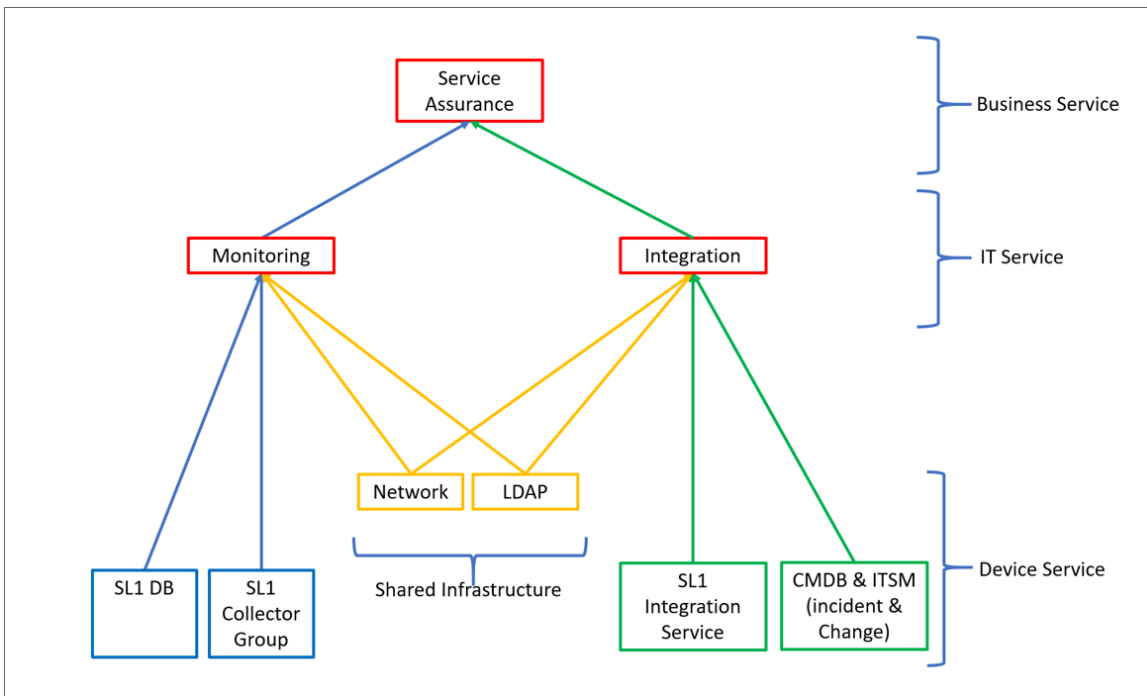 Service
Assurance
Business Service
Monitoring
Integration
IT Service
Network
LDAP
Shared Infrastructure
SL1 DB
SL1
Collector
Group
SL1
Integration
Service
CMDB & ITSM
(incident &
Change)
Device Service